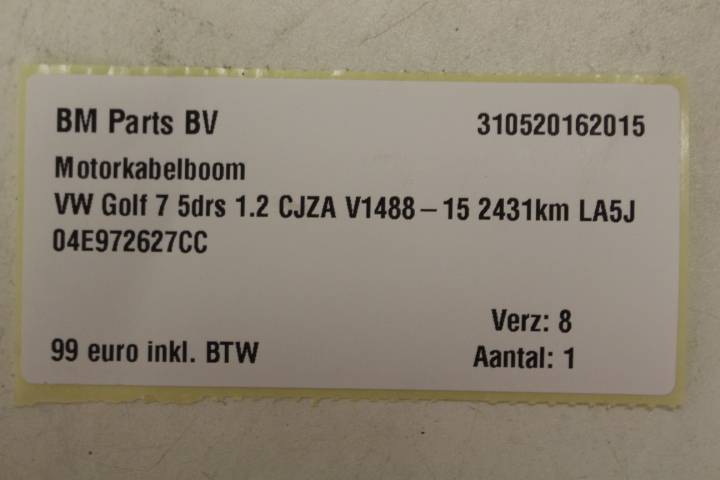 BM Parts BV 310520162015
Motorkabelboom
VW Golf 7 5drs 1.2 CJZA V1488-15 2431km LA5J
04E972627CC
Verz: 8
99 euro inkl. BTW Aantal: 1